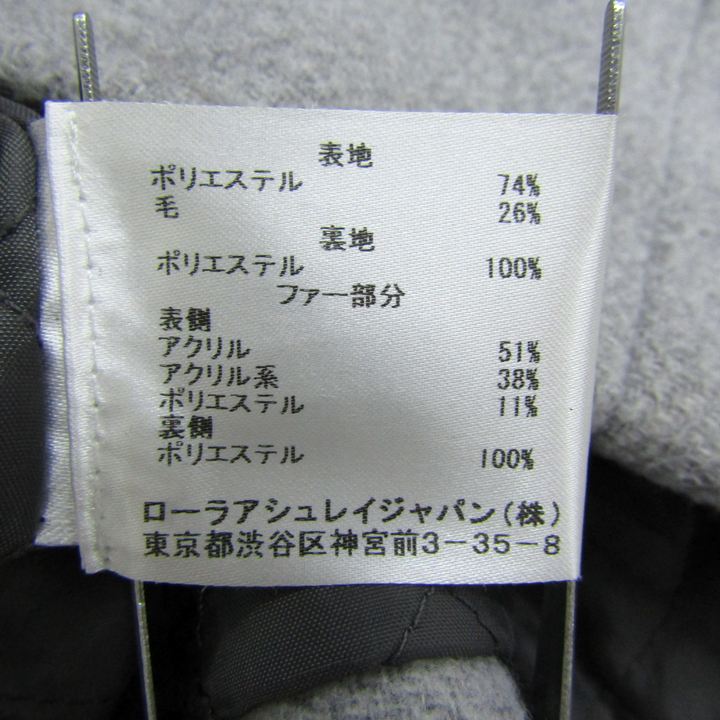 表地
ポリエステル 74%
毛 26%
裏地
ポリエステル 100%
ファー部分
表側
アクリル 51%
アクリル系 38%
ポリエステル 11%
裏側
ポリエステル 100%
ローラアシュレイジャパン(株)
東京都渋谷区神宮前3-35-8